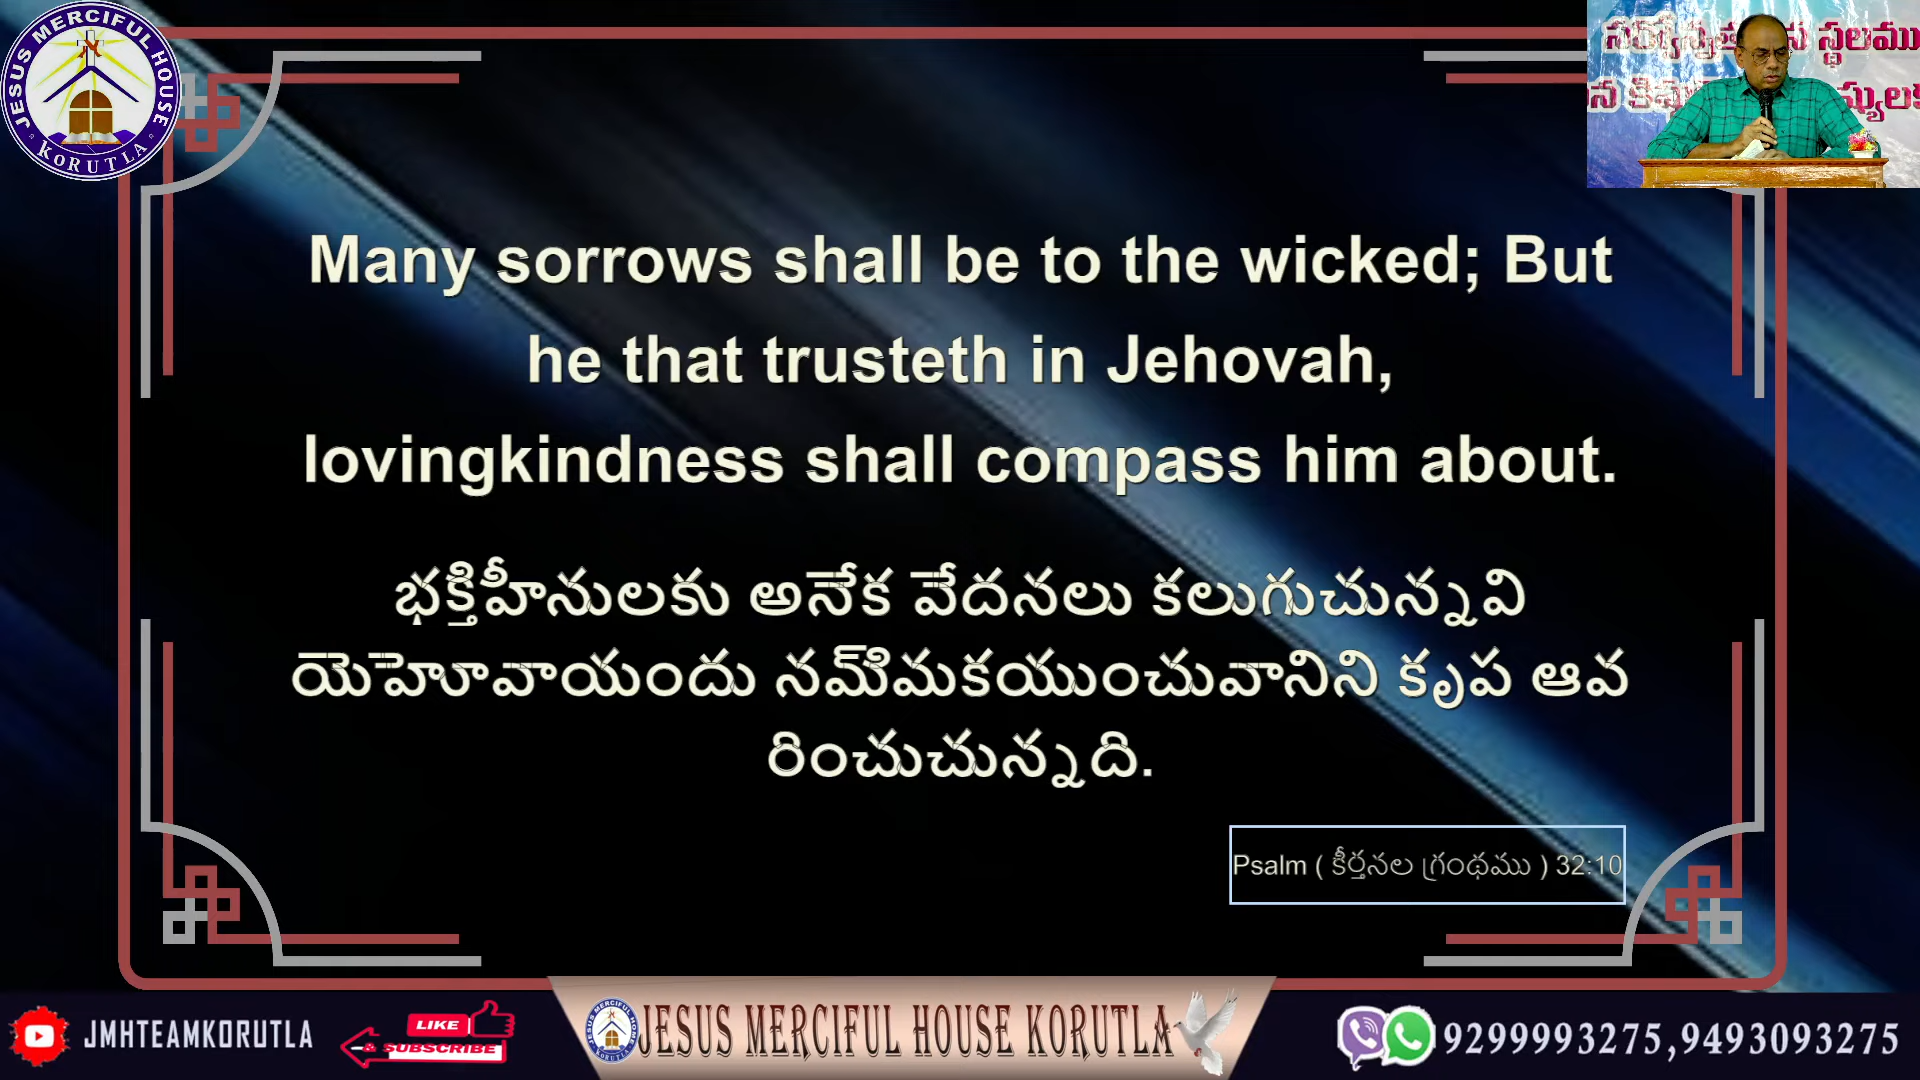 JESUS MERCIFUL HOUSE
KORUTLA
Many sorrows shall be to the wicked; But
he that trusteth in Jehovah,
lovingkindness shall compass him about.
భక్తిహీనులకు అనేక వేదనలు కలుగుచున్నవి
యెహోవాయందు నమ్మికయుంచువానిని కృప ఆవ
రించుచున్నది.
Psalm ( కీర్తనల గ్రంథము ) 32:10
JMHTEAMKORUTLA
LIKE
& SUBSCRIBE
JESUS MERCIFUL HOUSE KORUTLA
9299993275,9493093275